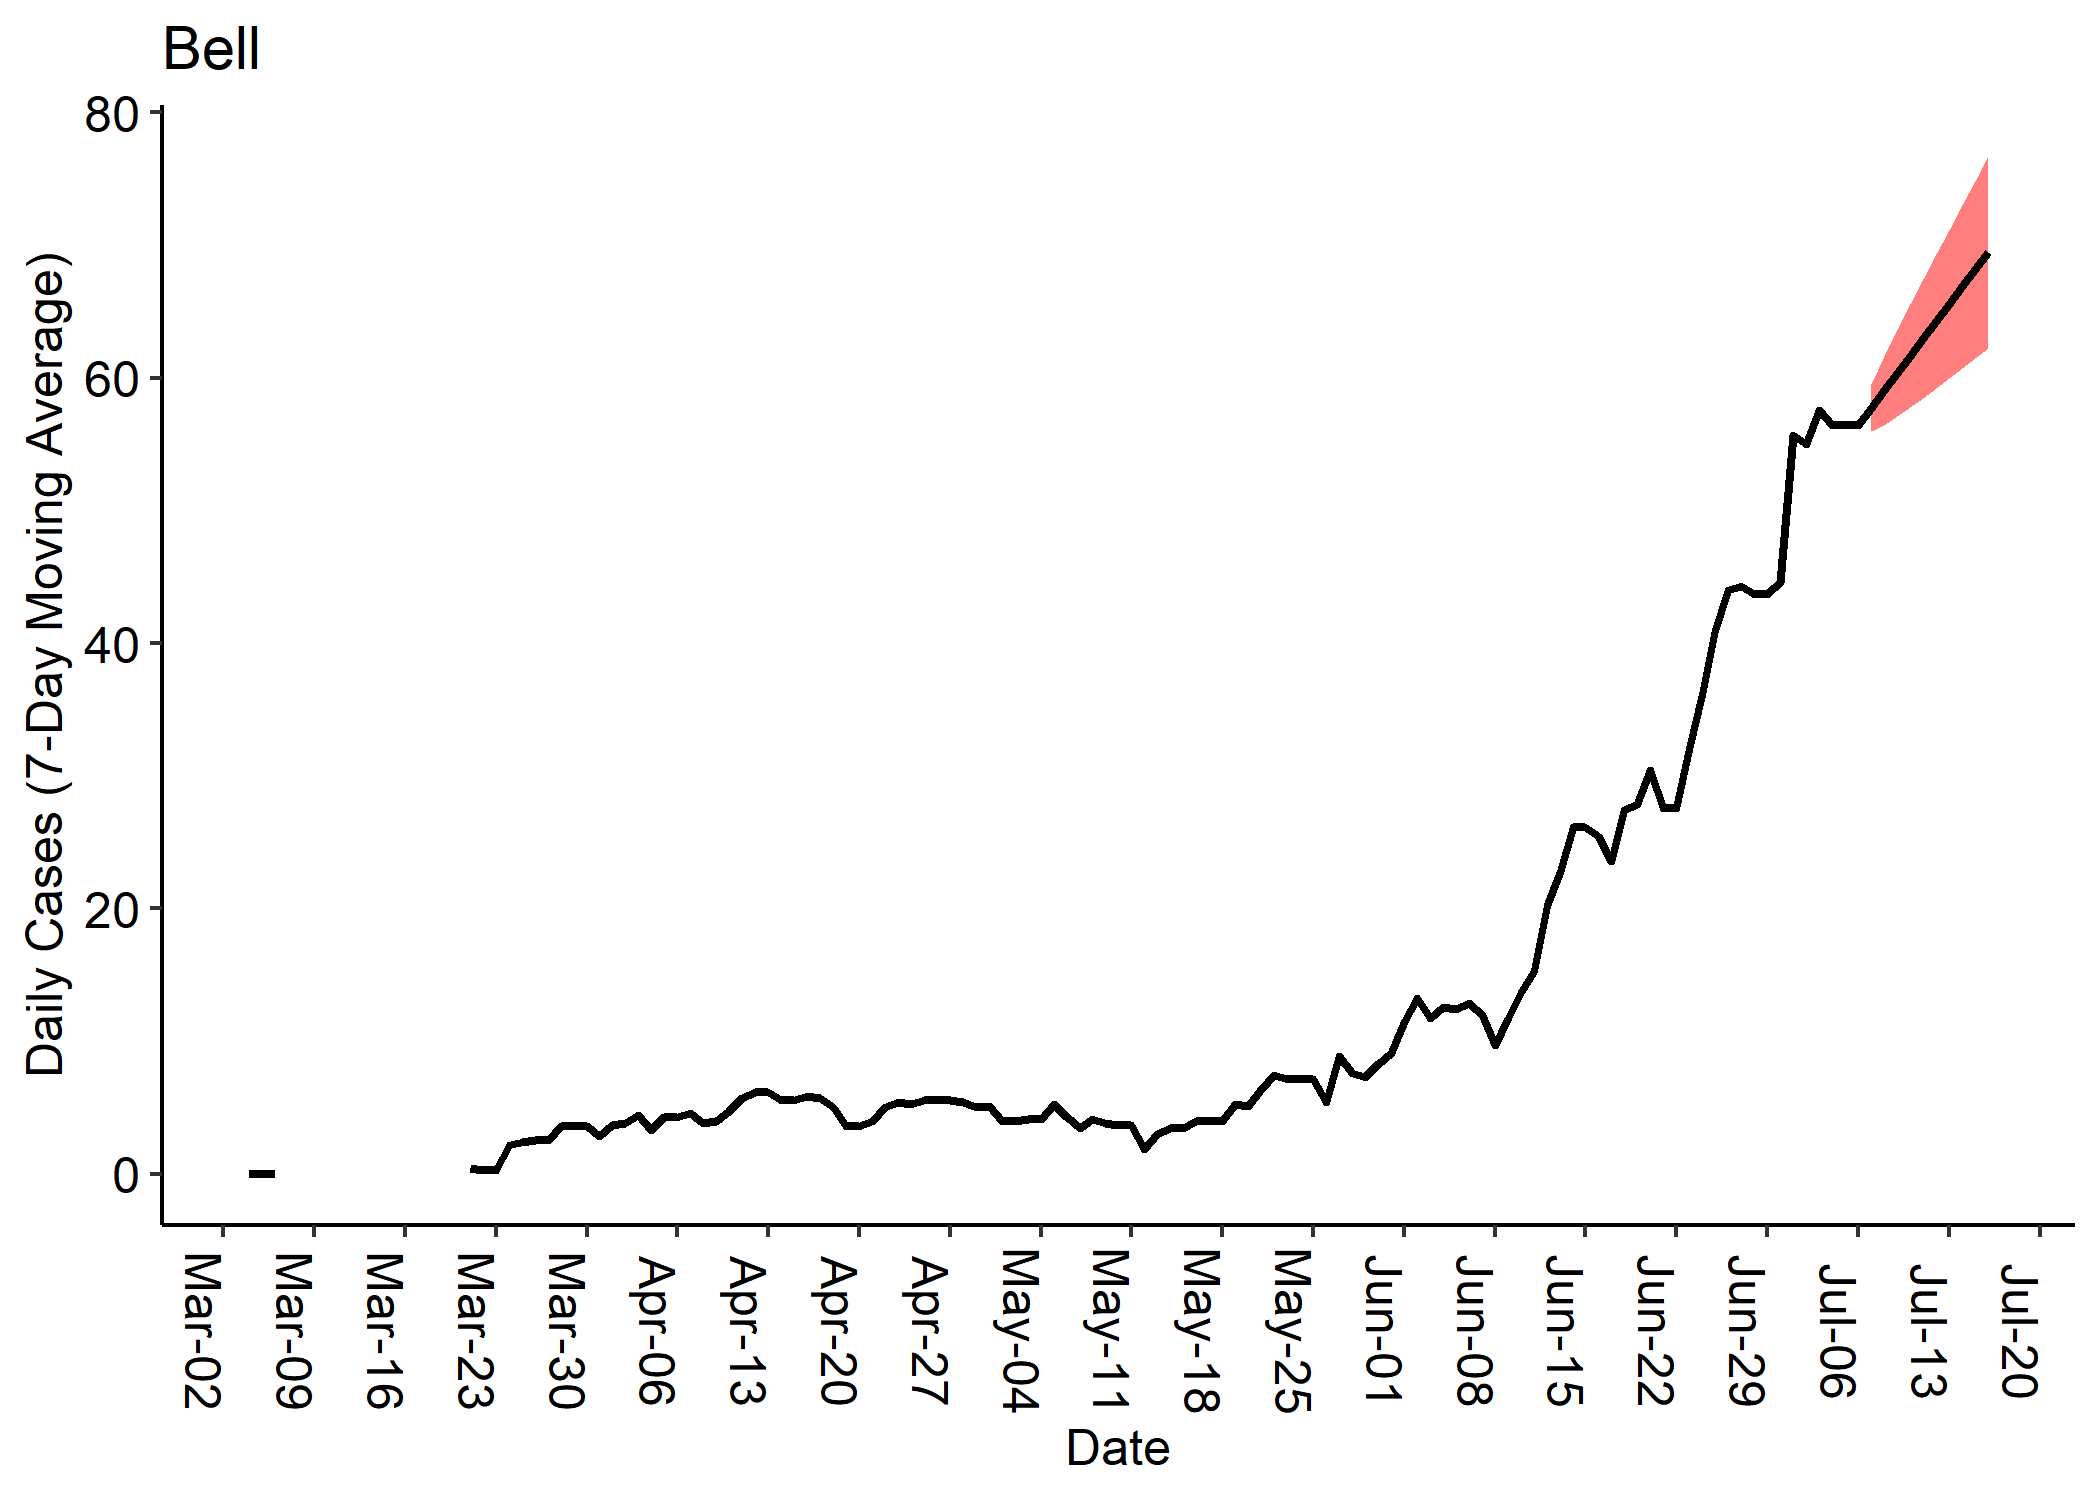 Bell
Daily Cases (7-Day Moving Average)
80
60
40
20
0
Mar-02
Mar-09
Mar-16
Mar-23
Mar-30
Apr-06
Apr-13
Apr-20
Apr-27
May-04
May-11
May-18
May-25
Jun-01
Jun-08
Jun-15
Jun-22
Jun-29
Jul-06
Jul-13
Jul-20
Date